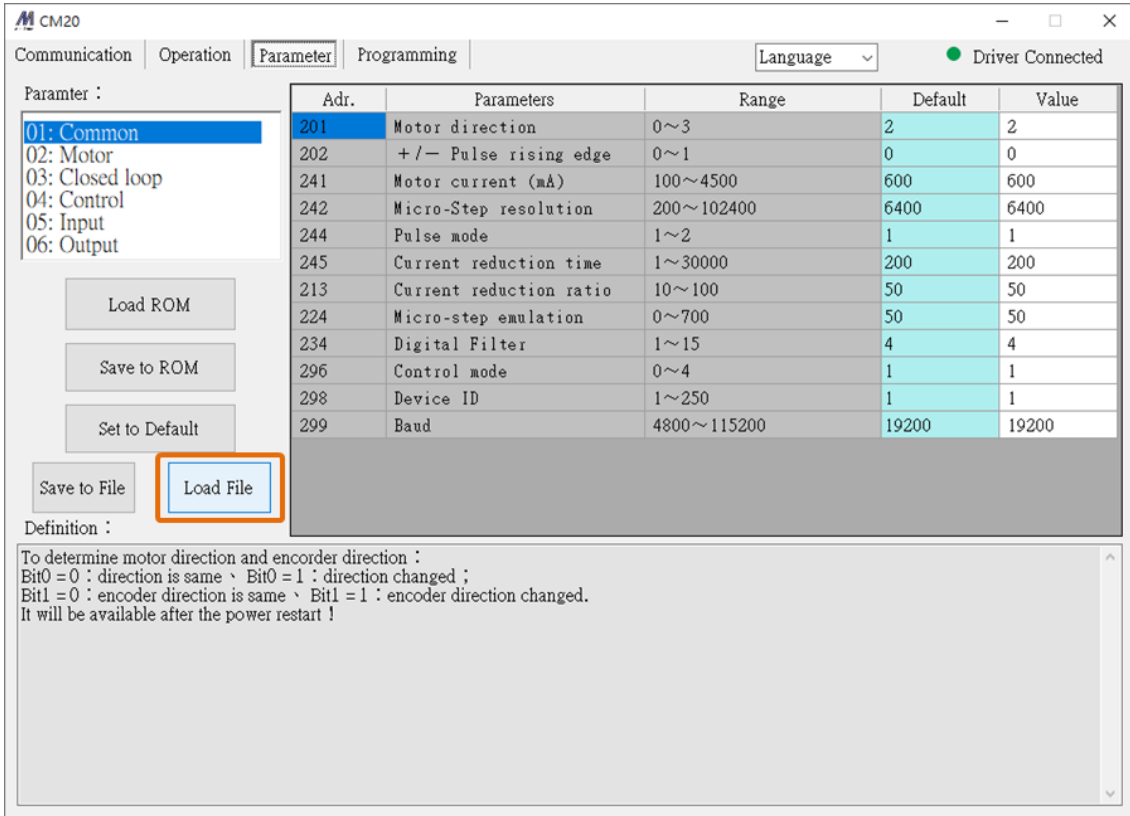 CM20
Communication Operation Parameter Programming Language Driver Connected
Paramter：
01: Common
02: Motor
03: Closed loop
04: Control
05: Input
06: Output
Load ROM
Save to ROM
Set to Default
Save to File Load File
Adr. Parameters Range Default Value
201 Motor direction 0～3 2 2
202 ＋/－ Pulse rising edge 0～1 0 0
241 Motor current (mA) 100～4500 600 600
242 Micro-Step resolution 200～102400 6400 6400
244 Pulse mode 1～2 1 1
245 Current reduction time 1～30000 200 200
213 Current reduction ratio 10～100 50 50
224 Micro-step emulation 0～700 50 50
234 Digital Filter 1～15 4 4
296 Control mode 0～4 1 1
298 Device ID 1～250 1 1
299 Baud 4800～115200 19200 19200
Definition：
To determine motor direction and encorder direction：
Bit0 = 0：direction is same、Bit0 = 1：direction changed；
Bit1 = 0：encoder direction is same、Bit1 = 1：encoder direction changed.
It will be available after the power restart！